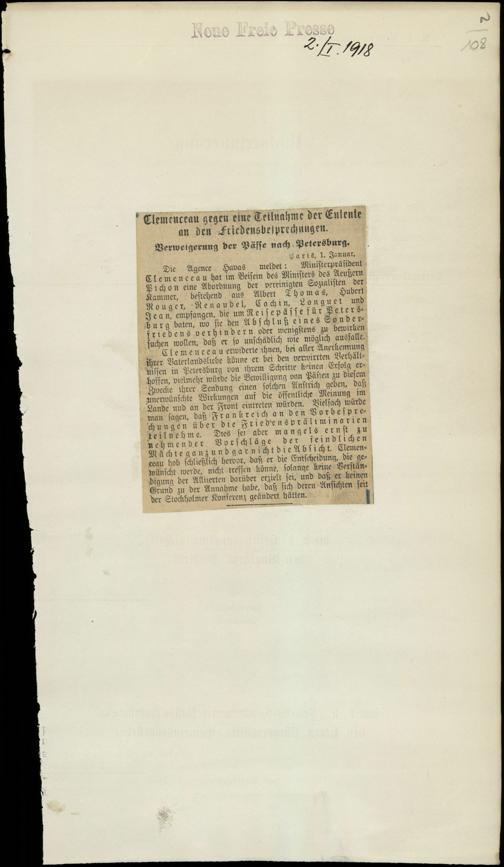 Neue Freie Presse
2./I. 1918
2/108
Clemenceau gegen eine Teilnahme der Entente
an den Friedensbesprechungen.
Verweigerung der Pässe nach Petersburg.
Paris, 1. Januar.
Die Agence Havas meldet: Ministerpräsident
Clemenceau hat im Beisein des Ministers des Aeußern
Pichon eine Abordnung der vereinigten Sozialisten der
Kammer, bestehend aus Albert Thomas, Hubert
Rouger, Renaudel, Cachin, Longuet und
Jean, empfangen, die um Reisepässe für Peters-
burg baten, wo sie den Abschluß eines Sonder-
friedens verhindern oder wenigstens zu bewirken
suchen wollen, daß er so unschädlich wie möglich ausfalle.
Clemenceau erwiderte ihnen, bei aller Anerkennung
ihrer Vaterlandsliebe könne er bei den verwirrten Verhält-
nissen in Petersburg von ihrem Schritte keinen Erfolg er-
hoffen, vielmehr würde die Bewilligung von Pässen zu diesem
Zwecke ihrer Sendung einen solchen Anstrich geben, daß
unerwünschte Wirkungen auf die öffentliche Meinung im
Lande und an der Front eintreten würden. Vielfach würde
man sagen, daß Frankreich an den Vorbespre-
chungen über die Friedenspräliminarien
teilnehme. Dies sei aber mangels ernst zu
nehmender Vorschläge der feindlichen
Mächte ganz und gar nicht die Absicht. Clemen-
ceau hob schließlich hervor, daß er die Entscheidung, die ge-
wünscht werde, nicht treffen könne, solange keine Verstän-
digung der Alliierten darüber erzielt sei, und daß er keinen
Grund zu der Annahme habe, daß sich deren Ansichten seit
der Stockholmer Konferenz geändert hätten.